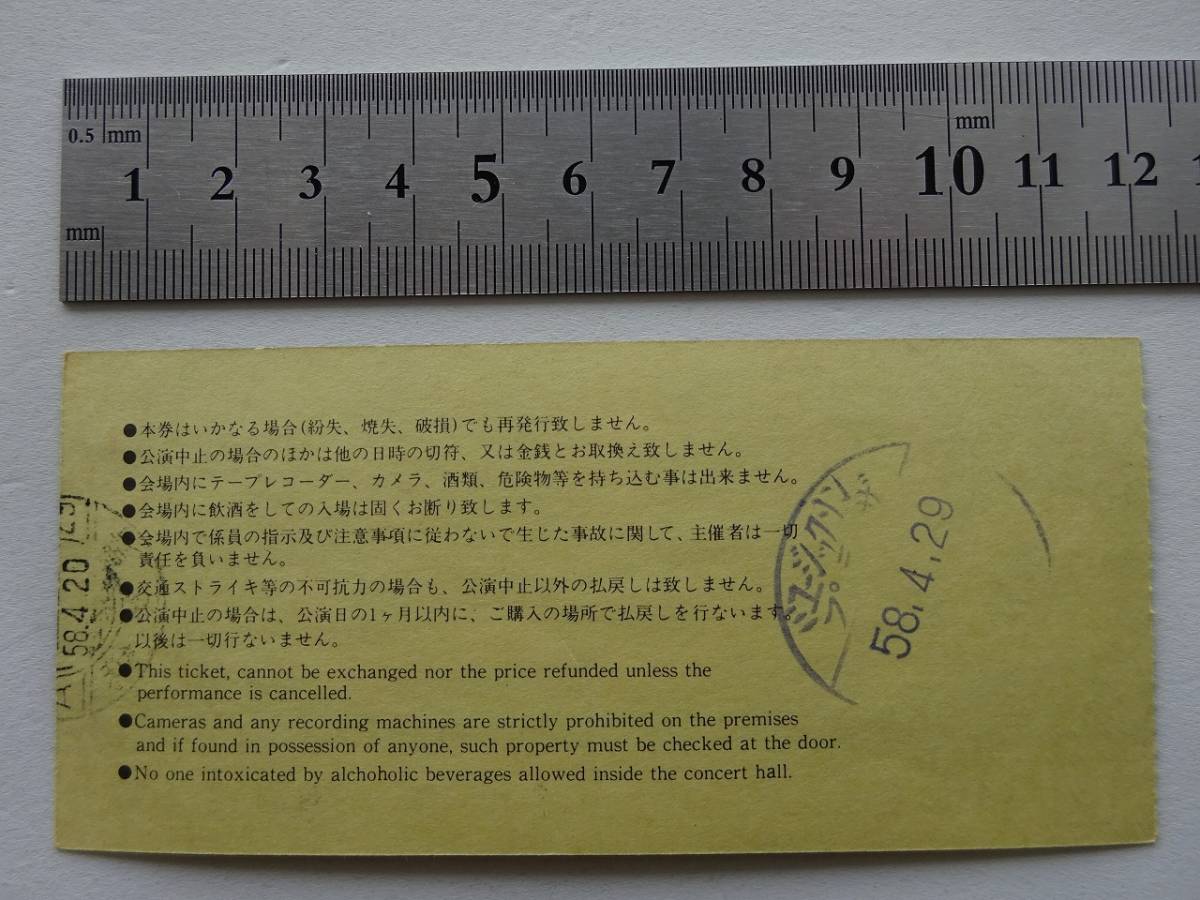 0.5 mm
mm
1 2 3 4 5 6 7 8 9 10 11 12
mm
●本券はいかなる場合(紛失、焼失、破損)でも再発行致しません。
●公演中止の場合のほかは他の日時の切符、又は金銭とお取換え致しません。
●会場内にテープレコーダー、カメラ、酒類、危険物等を持ち込む事は出来ません。
●会場内に飲酒をしての入場は固くお断り致します。
●会場内で係員の指示及び注意事項に従わないで生じた事故に関して、主催者は一切
責任を負いません。
●交通ストライキ等の不可抗力の場合も、公演中止以外の払戻しは致しません。
●公演中止の場合は、公演日の1ヶ月以内に、ご購入の場所で払戻しを行ないます。
以後は一切行ないません。
●This ticket, cannot be exchanged nor the price refunded unless the
performance is cancelled.
●Cameras and any recording machines are strictly prohibited on the premises
and if found in possession of anyone, such property must be checked at the door.
●No one intoxicated by alchoholic beverages allowed inside the concert hall.
58.4.20
58.4.29